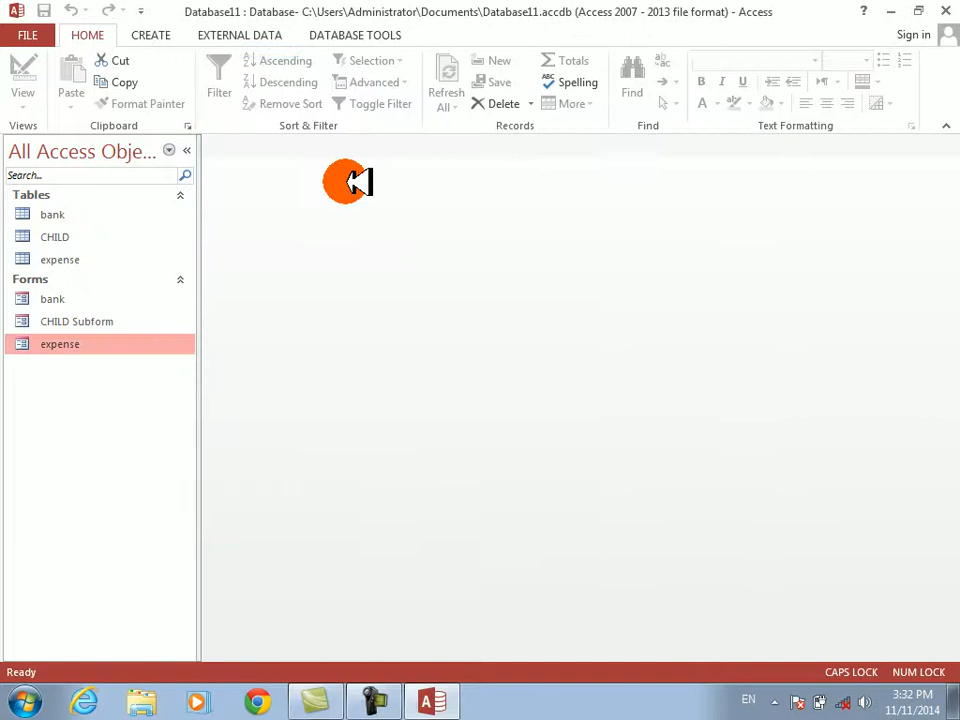 Database11 : Database- C:\Users\Administrator\Documents\Database11.accdb (Access 2007 - 2013 file format) - Access
?
FILE HOME CREATE EXTERNAL DATA DATABASE TOOLS Sign in
View
Views
Paste
Cut
Copy
Format Painter
Clipboard
Filter
Ascending
Descending
Remove Sort
Selection
Advanced
Toggle Filter
Sort & Filter
Refresh
All
New
Save
Delete
Totals
Spelling
More
Records
Find
Find
B I U
A
Text Formatting
All Access Obje...
Search...
Tables
bank
CHILD
expense
Forms
bank
CHILD Subform
expense
Ready CAPS LOCK NUM LOCK
EN 3:32 PM
11/11/2014